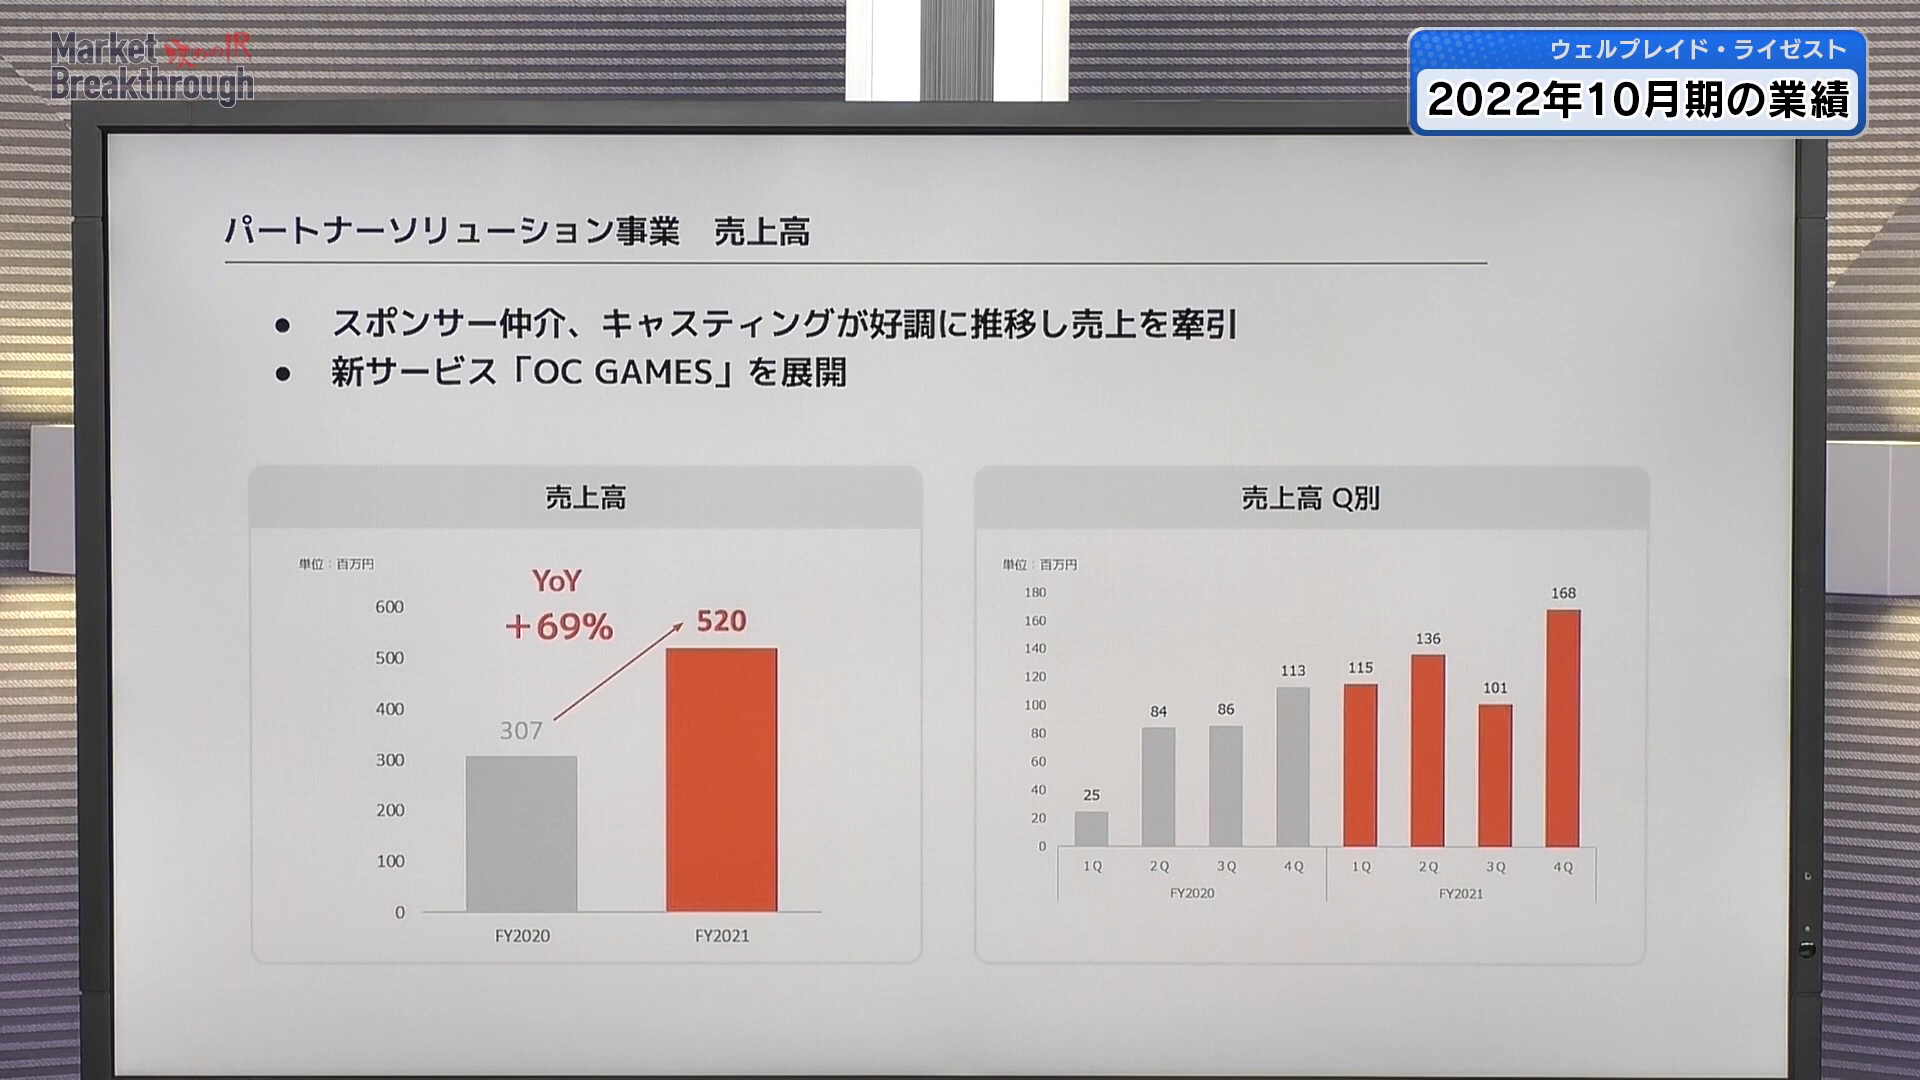 Market
Breakthrough
ウェルプレイド・ライゼスト
2022年10月期の業績
パートナーソリューション事業 売上高
● スポンサー仲介、キャスティングが好調に推移し売上を牽引
● 新サービス「OC GAMES」を展開
売上高
単位：百万円
YoY
+69%
600
500
400
300
200
100
0
307
520
FY2020
FY2021
売上高 Q別
単位：百万円
180
160
140
120
100
80
60
40
20
0
25
84
86
113
115
136
101
168
1Q 2Q 3Q 4Q 1Q 2Q 3Q 4Q
FY2020 FY2021